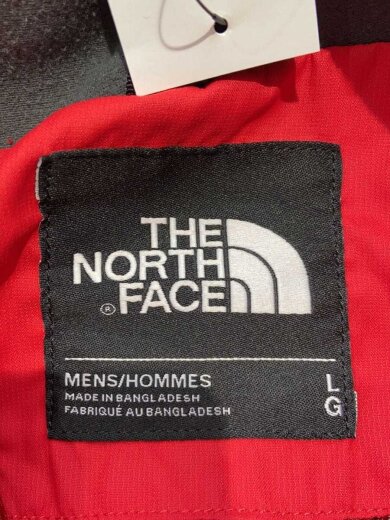 THE
NORTH
FACE
®
MENS/HOMMES
MADE IN BANGLADESH
FABRIQUÉ AU BANGLADESH
L
G